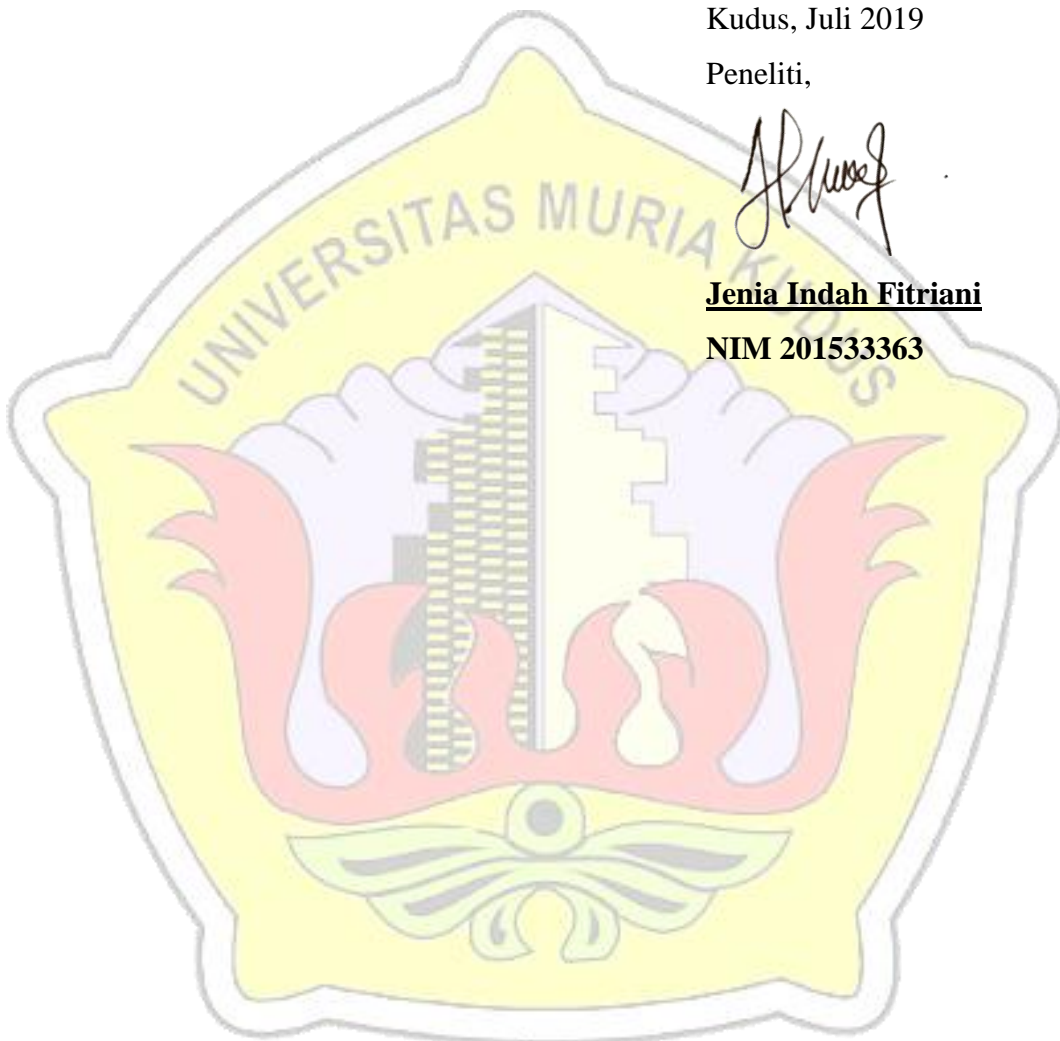 Kudus, Juli 2019
Peneliti,
Jenia Indah Fitriani
NIM 201533363
UNIVERSITAS MURIA KUDUS